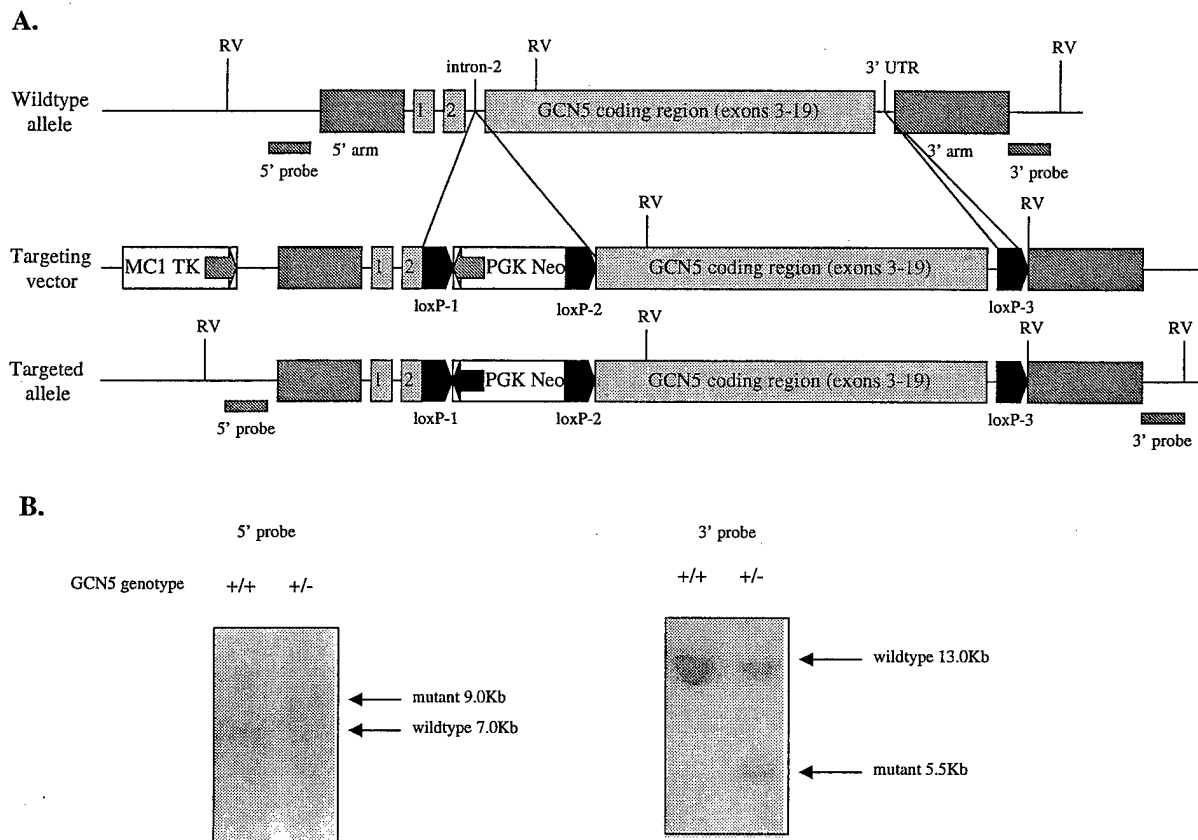 A.
RV
intron-2
RV
3' UTR
RV
Wildtype
allele
1
2
GCN5 coding region (exons 3-19)
5' arm
3' arm
5' probe
3' probe
RV
RV
Targeting
vector
MC1 TK
1
2
PGK Neo
GCN5 coding region (exons 3-19)
loxP-1
loxP-2
loxP-3
RV
RV
RV
RV
Targeted
allele
1
2
PGK Neo
GCN5 coding region (exons 3-19)
loxP-1
loxP-2
loxP-3
5' probe
3' probe
B.
5' probe
3' probe
GCN5 genotype
+/+
+/-
+/+
+/-
mutant 9.0Kb
wildtype 7.0Kb
wildtype 13.0Kb
mutant 5.5Kb